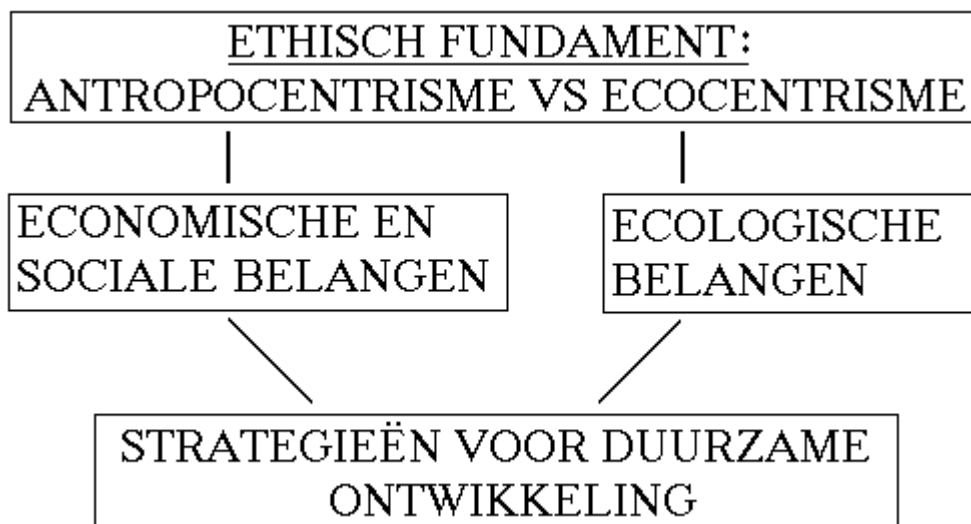 ETHISCH FUNDAMENT:
ANTROPOCENTRISME VS ECOCENTRISME
ECONOMISCHE EN
SOCIALE BELANGEN
ECOLOGISCHE
BELANGEN
STRATEGIEËN VOOR DUURZAME
ONTWIKKELING